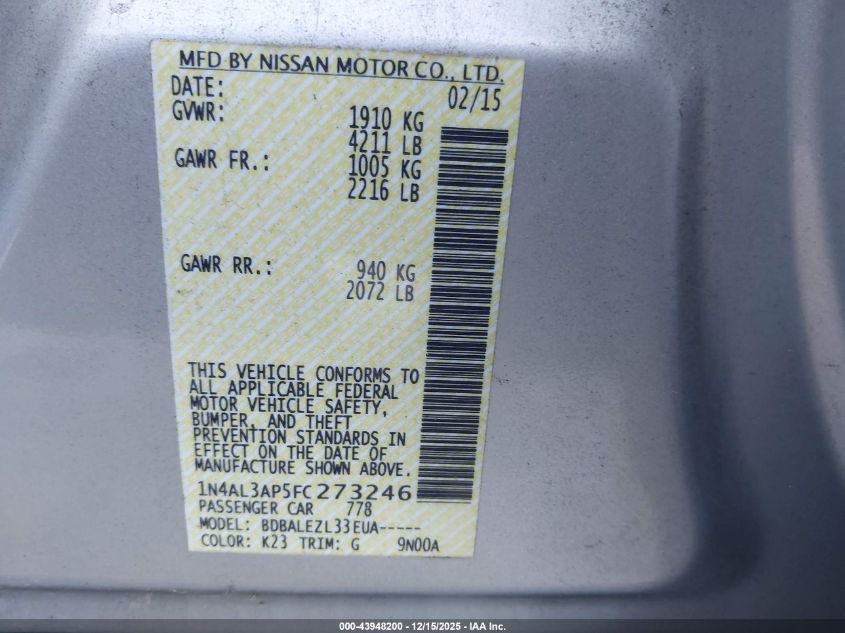 MFD BY NISSAN MOTOR CO., LTD.
DATE: 02/15
GVWR: 1910 KG
4211 LB
GAWR FR.: 1005 KG
2216 LB
GAWR RR.: 940 KG
2072 LB
THIS VEHICLE CONFORMS TO
ALL APPLICABLE FEDERAL
MOTOR VEHICLE SAFETY,
BUMPER, AND THEFT
PREVENTION STANDARDS IN
EFFECT ON THE DATE OF
MANUFACTURE SHOWN ABOVE.
1N4AL3AP5FC273246
PASSENGER CAR 778
MODEL: BDBALEZL33EUA-----
COLOR: K23 TRIM: G 9N00A
000-43948200 - 12/15/2025 - IAA Inc.